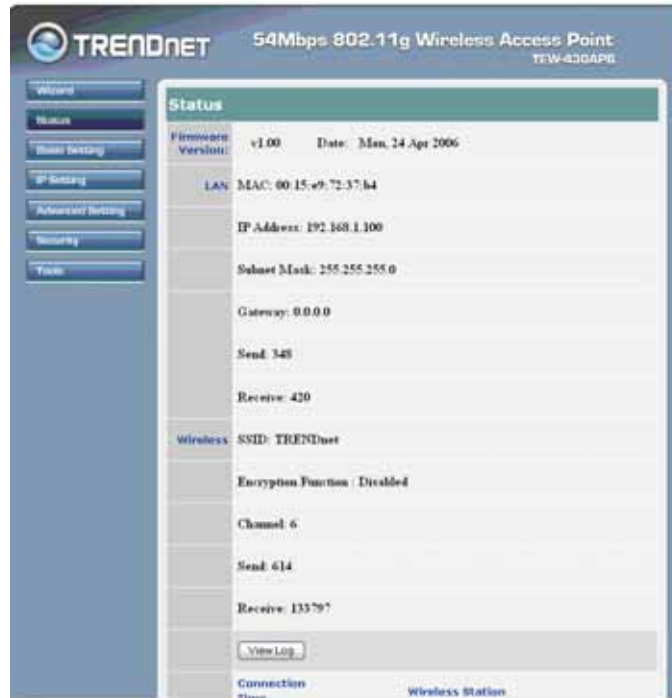 TRENDNET
54Mbps 802.11g Wireless Access Point
TEW-430APB
Wizard
Status
Basic Setting
IP Setting
Advanced Setting
Security
Tools
Status
Firmware Version: v1.00 Date: Mon, 24 Apr 2006
LAN MAC: 00:15:e9:72:37:b4
IP Address: 192.168.1.100
Subnet Mask: 255.255.255.0
Gateway: 0.0.0.0
Send: 348
Receive: 420
Wireless SSID: TRENDnet
Encryption Function : Disabled
Channel: 6
Send: 614
Receive: 133797
View Log
Connection Time Wireless Station